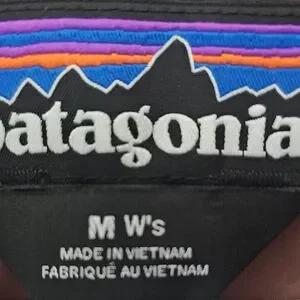 patagonia
M W's
MADE IN VIETNAM
FABRIQUÉ AU VIETNAM